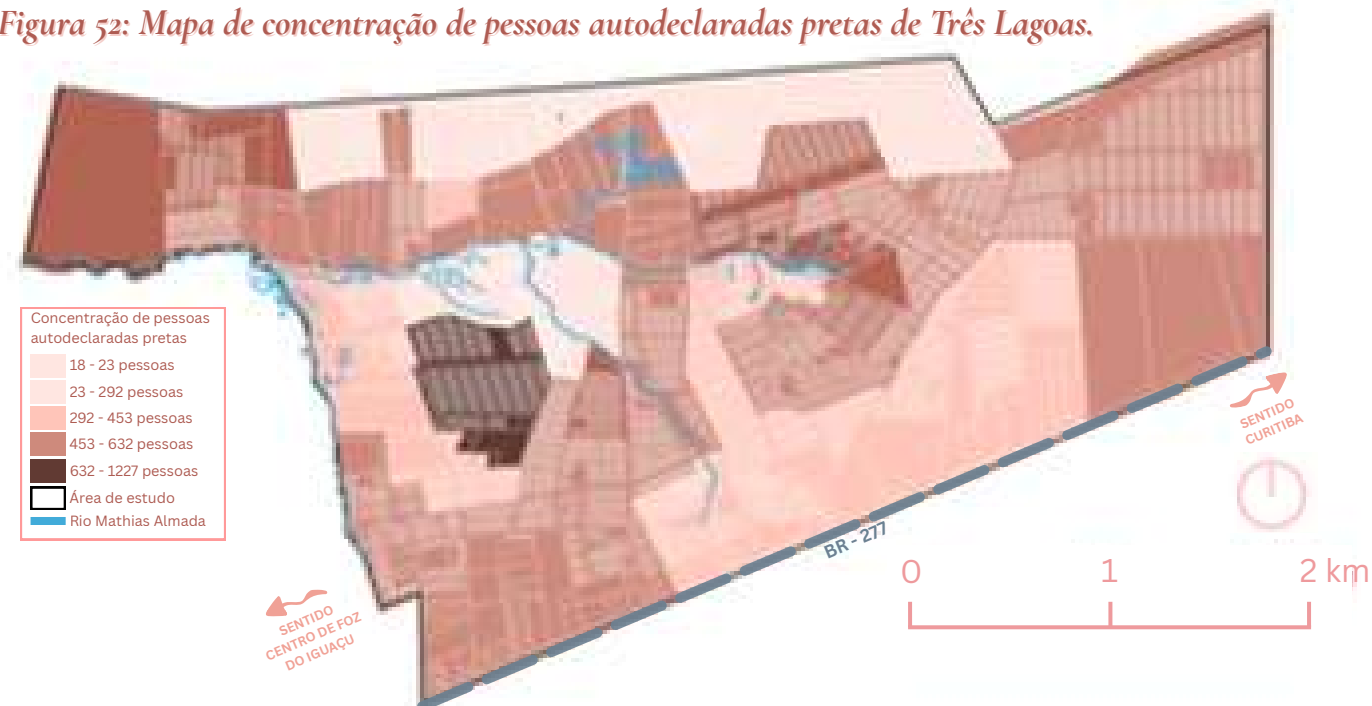 Figura 52: Mapa de concentração de pessoas autodeclaradas pretas de Três Lagoas.
Concentração de pessoas
autodeclaradas pretas
18 - 23 pessoas
23 - 292 pessoas
292 - 453 pessoas
453 - 632 pessoas
632 - 1227 pessoas
Área de estudo
Rio Mathias Almada
SENTIDO
CURITIBA
BR - 277
0 1 2 km
SENTIDO
CENTRO DE FOZ
DO IGUAÇU